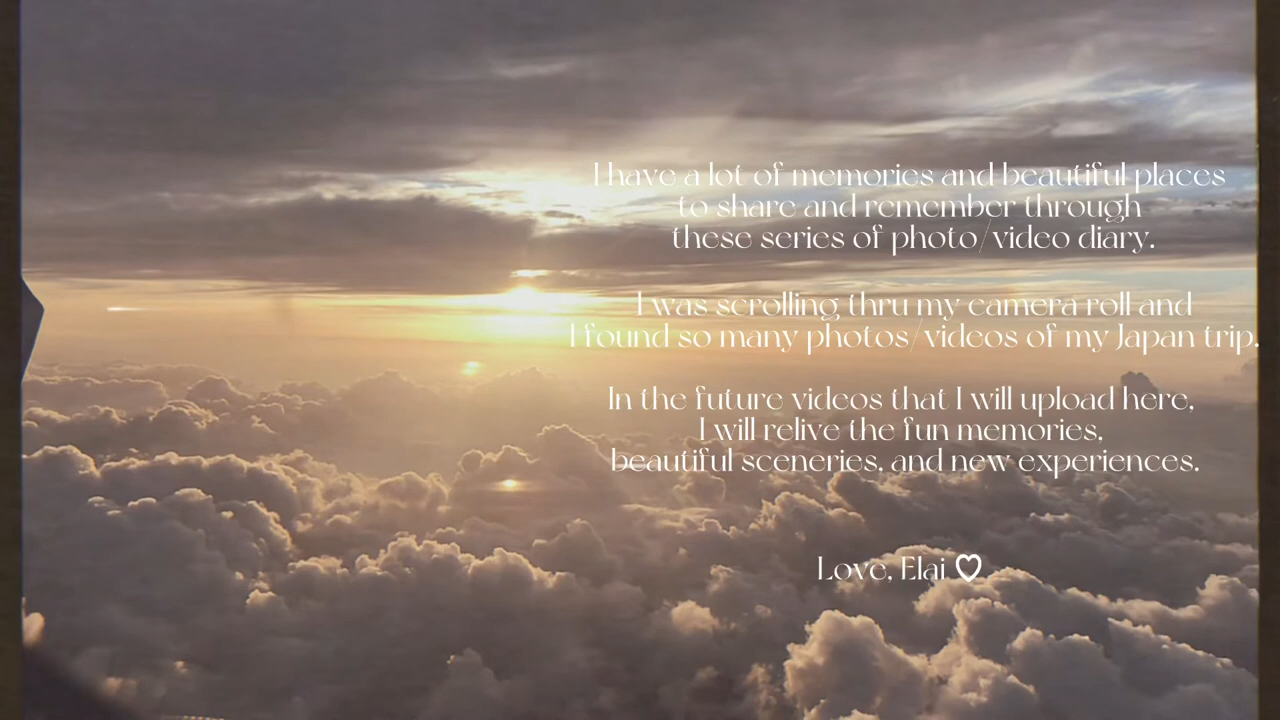 I have a lot of memories and beautiful places
to share and remember through
these series of photo/video diary.
I was scrolling thru my camera roll and
I found so many photos/videos of my Japan trip.
In the future videos that I will upload here,
I will relive the fun memories,
beautiful sceneries, and new experiences.
Love, Elai ♡